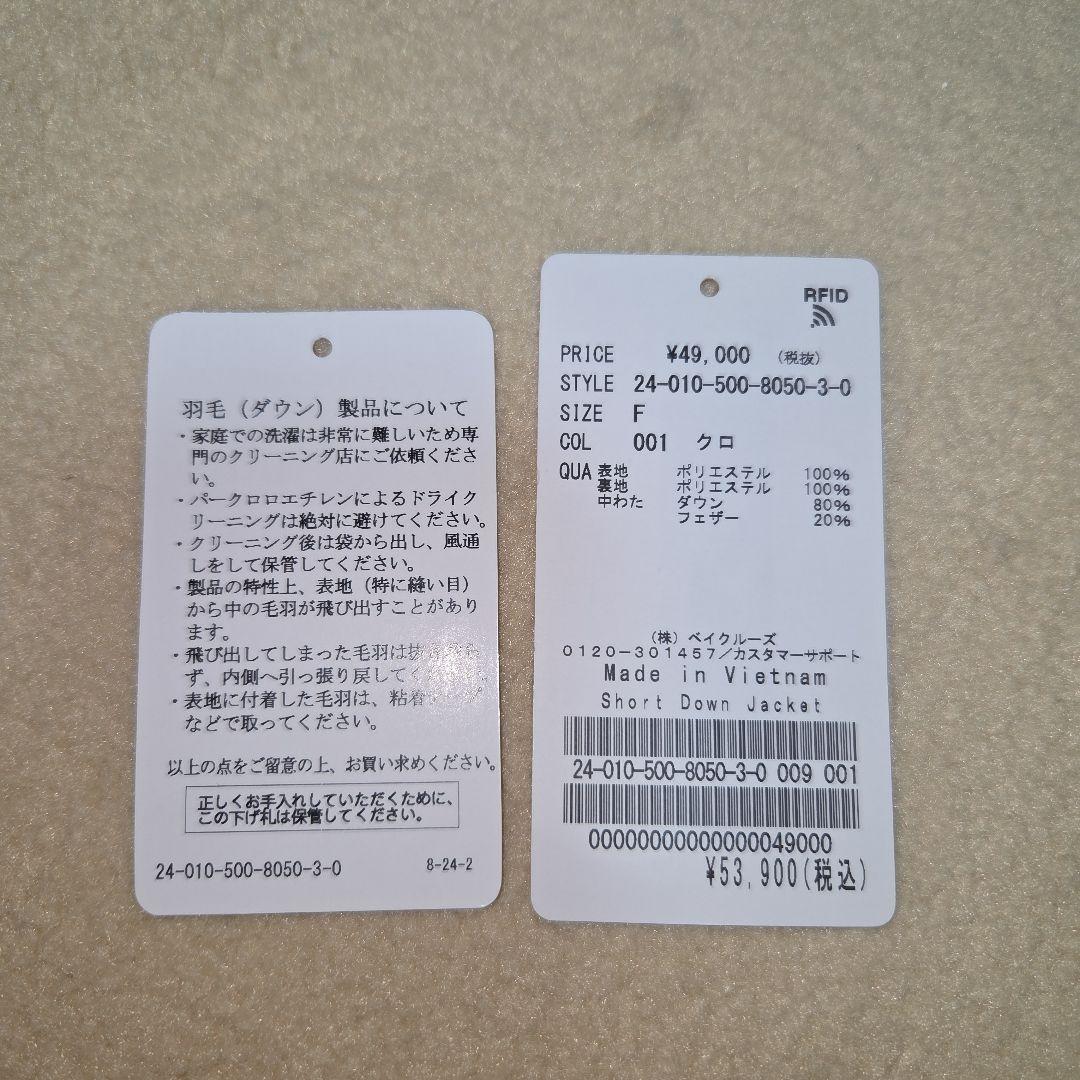 羽毛（ダウン）製品について
・家庭での洗濯は非常に難しいため専
門のクリーニング店にご依頼くださ
い。
・パークロロエチレンによるドライク
リーニングは絶対に避けてください。
・クリーニング後は袋から出し、風通
しをして保管してください。
・製品の特性上、表地（特に縫い目）
から中の毛羽が飛び出すことがあり
ます。
・飛び出してしまった毛羽は
ず、内側へ引っ張り戻して
・表地に付着した毛羽は、粘着
などで取ってください。
以上の点をご留意の上、お買い求めください。
正しくお手入れしていただくために、
この下げ札は保管してください。
24-010-500-8050-3-0 8-24-2
RFID
PRICE ¥49,000 （税抜）
STYLE 24-010-500-8050-3-0
SIZE F
COL 001 クロ
QUA 表地 ポリエステル 100%
裏地 ポリエステル 100%
中わた ダウン 80%
フェザー 20%
（株）ベイクルーズ
0120-301457/カスタマーサポート
Made in Vietnam
Short Down Jacket
24-010-500-8050-3-0 009 001
00000000000000049000
¥53,900(税込)